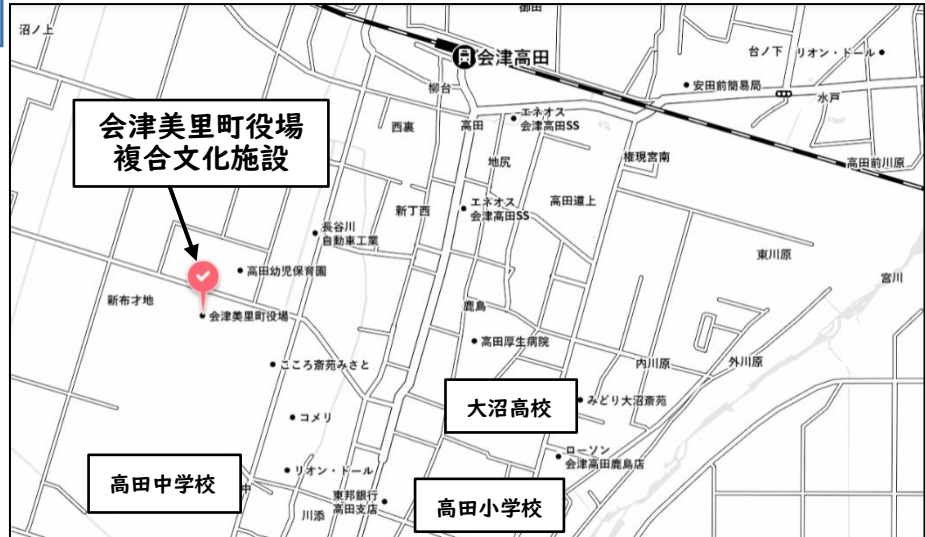 御田
沼ノ上
会津高田
台ノ下
リオン・ドール
安田前簡易局
水戸
柳台
会津美里町役場
複合文化施設
西裏
高田
エネオス
会津高田SS
地尻
権現宮南
高田前川原
新丁西
エネオス
会津高田SS
高田道上
長谷川
自動車工業
東川原
高田幼児保育園
宮川
新布才地
会津美里町役場
鹿島
高田厚生病院
こころ斎苑みさと
内川原
外川原
大沼高校
みどり大沼斎苑
コメリ
ローソン
会津高田鹿島店
リオン・ドール
高田中学校
中
東邦銀行
高田支店
高田小学校
川添